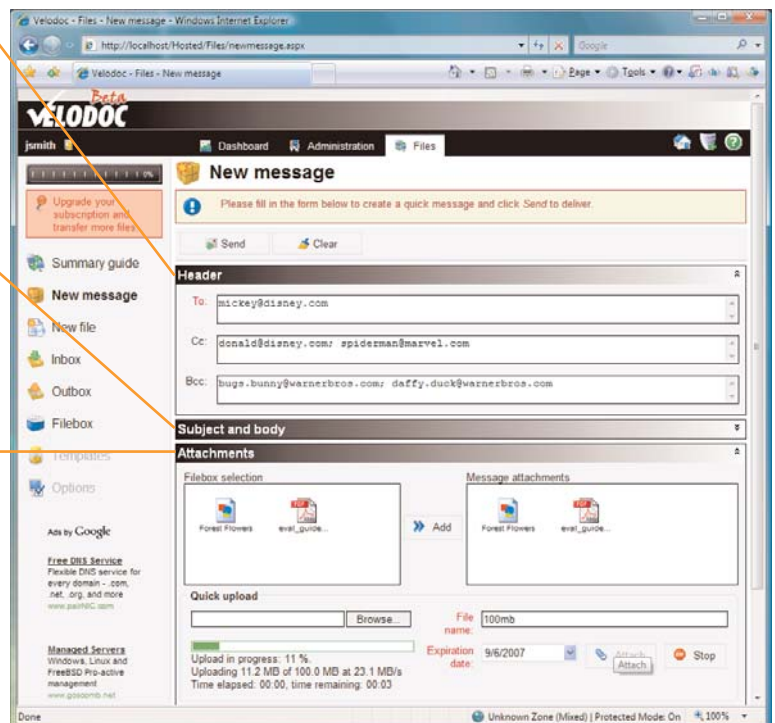 Velodoc - Files - New message - Windows Internet Explorer
http://localhost/Hosted/Files/newmessage.aspx
Google
Velodoc - Files - New message
Page
Tools
Beta
VELODOC
jsmith
Dashboard
Administration
Files
0%
Upgrade your
subscription and
transfer more files
Summary guide
New message
New file
Inbox
Outbox
Filebox
Templates
Options
Ads by Google
Free DNS Service
Flexible DNS service for
every domain - .com,
.net, .org, and more
www.pairNIC.com
Managed Servers
Windows, Linux and
FreeBSD Pro-active
management
New message
Please fill in the form below to create a quick message and click Send to deliver.
Send
Clear
Header
To:
mickey@disney.com
Cc:
donald@disney.com; spiderman@marvel.com
Bcc:
bugs.bunny@warnerbros.com; daffy.duck@warnerbros.com
Subject and body
Attachments
Filebox selection
Forest Flowers
eval_guide...
Add
Message attachments
Forest Flowers
eval_guide...
Quick upload
Browse...
File name:
100mb
Upload in progress: 11 %.
Uploading 11.2 MB of 100.0 MB at 23.1 MB/s
Time elapsed: 00:00, time remaining: 00:03
Expiration date:
9/6/2007
Attach
Attach
Stop
Done
Unknown Zone (Mixed) | Protected Mode: On
100%